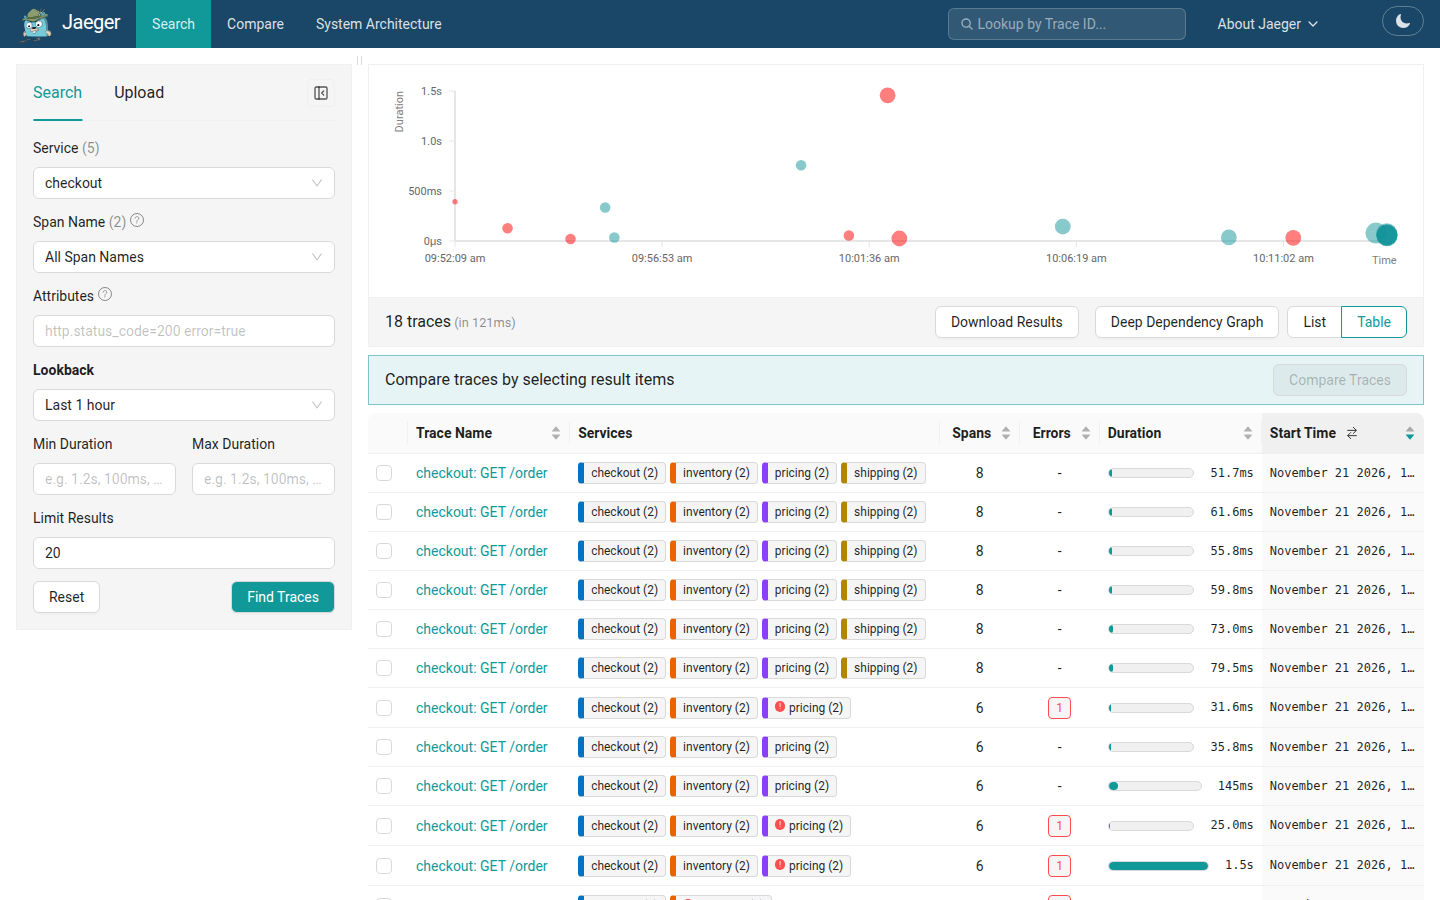 Jaeger Search Compare System Architecture Lookup by Trace ID... About Jaeger
Search Upload
Service (5)
checkout
Span Name (2)
All Span Names
Attributes
http.status_code=200 error=true
Lookback
Last 1 hour
Min Duration Max Duration
e.g. 1.2s, 100ms, ... e.g. 1.2s, 100ms, ...
Limit Results
20
Reset Find Traces
Duration
1.5s
1.0s
500ms
0μs
09:52:09 am 09:56:53 am 10:01:36 am 10:06:19 am 10:11:02 am Time
18 traces (in 121ms) Download Results Deep Dependency Graph List Table
Compare traces by selecting result items Compare Traces
Trace Name Services Spans Errors Duration Start Time
checkout: GET /order checkout (2) inventory (2) pricing (2) shipping (2) 8 - 51.7ms November 21 2026, 1...
checkout: GET /order checkout (2) inventory (2) pricing (2) shipping (2) 8 - 61.6ms November 21 2026, 1...
checkout: GET /order checkout (2) inventory (2) pricing (2) shipping (2) 8 - 55.8ms November 21 2026, 1...
checkout: GET /order checkout (2) inventory (2) pricing (2) shipping (2) 8 - 59.8ms November 21 2026, 1...
checkout: GET /order checkout (2) inventory (2) pricing (2) shipping (2) 8 - 73.0ms November 21 2026, 1...
checkout: GET /order checkout (2) inventory (2) pricing (2) shipping (2) 8 - 79.5ms November 21 2026, 1...
checkout: GET /order checkout (2) inventory (2) pricing (2) 6 1 31.6ms November 21 2026, 1...
checkout: GET /order checkout (2) inventory (2) pricing (2) 6 - 35.8ms November 21 2026, 1...
checkout: GET /order checkout (2) inventory (2) pricing (2) 6 - 145ms November 21 2026, 1...
checkout: GET /order checkout (2) inventory (2) pricing (2) 6 1 25.0ms November 21 2026, 1...
checkout: GET /order checkout (2) inventory (2) pricing (2) 6 1 1.5s November 21 2026, 1...